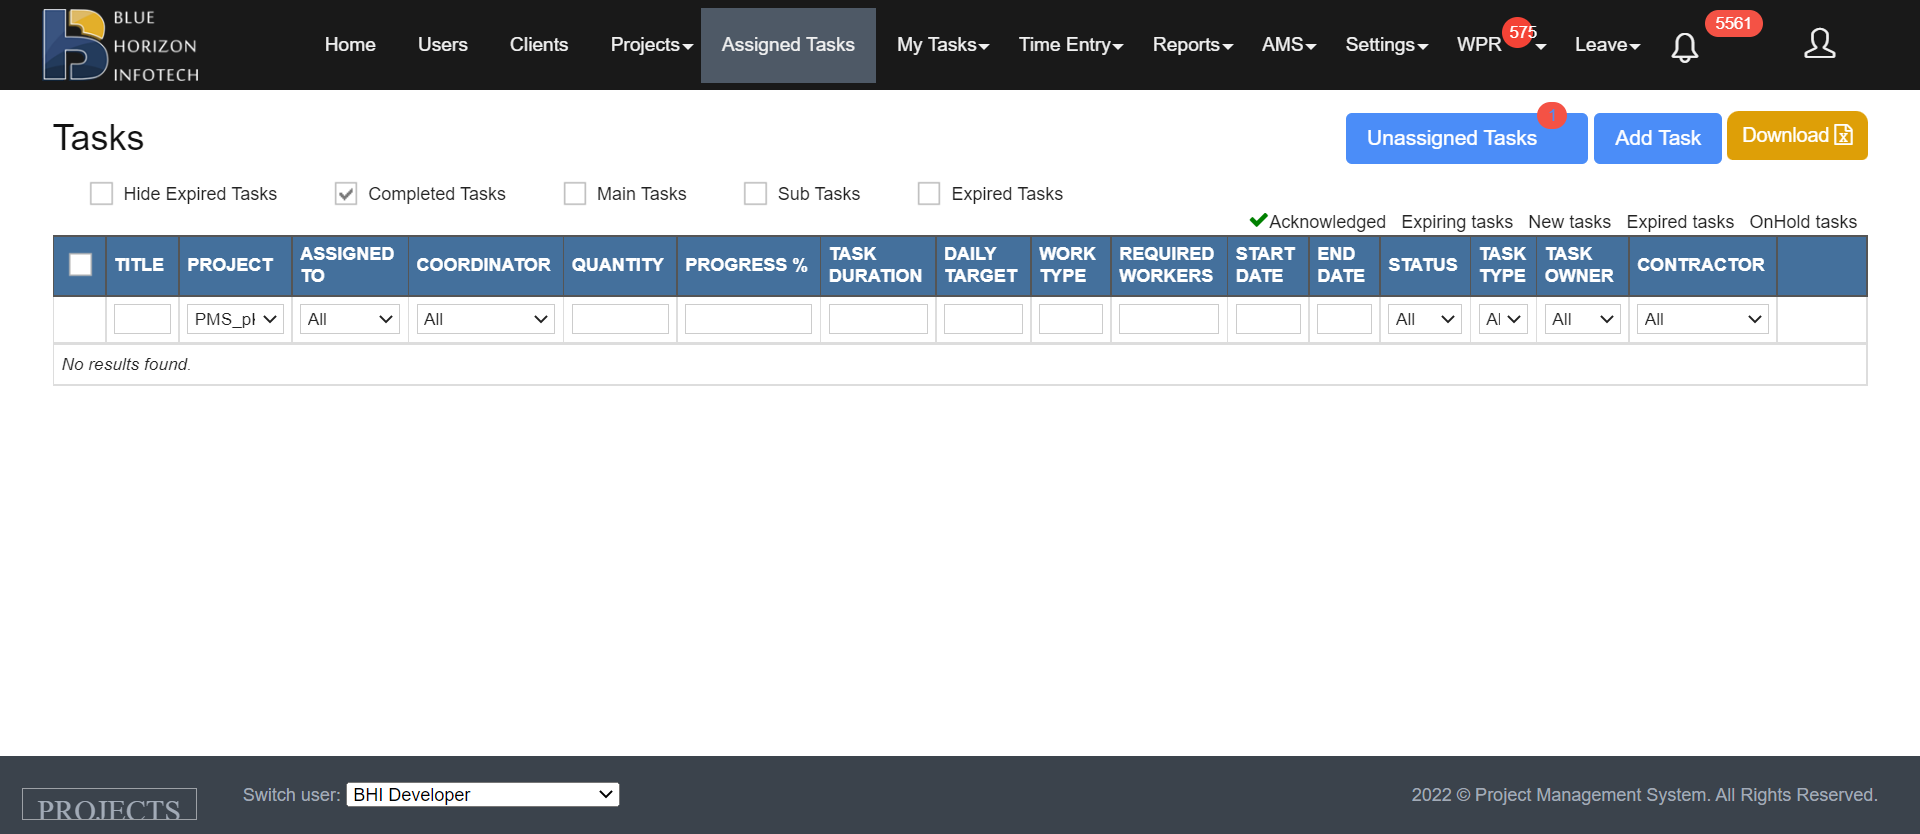 BLUE
HORIZON
INFOTECH
Home Users Clients Projects Assigned Tasks My Tasks Time Entry Reports AMS Settings WPR 575 Leave 5561
Tasks
Unassigned Tasks Add Task Download
Hide Expired Tasks Completed Tasks Main Tasks Sub Tasks Expired Tasks
Acknowledged Expiring tasks New tasks Expired tasks OnHold tasks
TITLE PROJECT ASSIGNED TO COORDINATOR QUANTITY PROGRESS % TASK DURATION DAILY TARGET WORK TYPE REQUIRED WORKERS START DATE END DATE STATUS TASK TYPE TASK OWNER CONTRACTOR
All All All All All
No results found.
PROJECTS
Switch user: BHI Developer
2022 © Project Management System. All Rights Reserved.